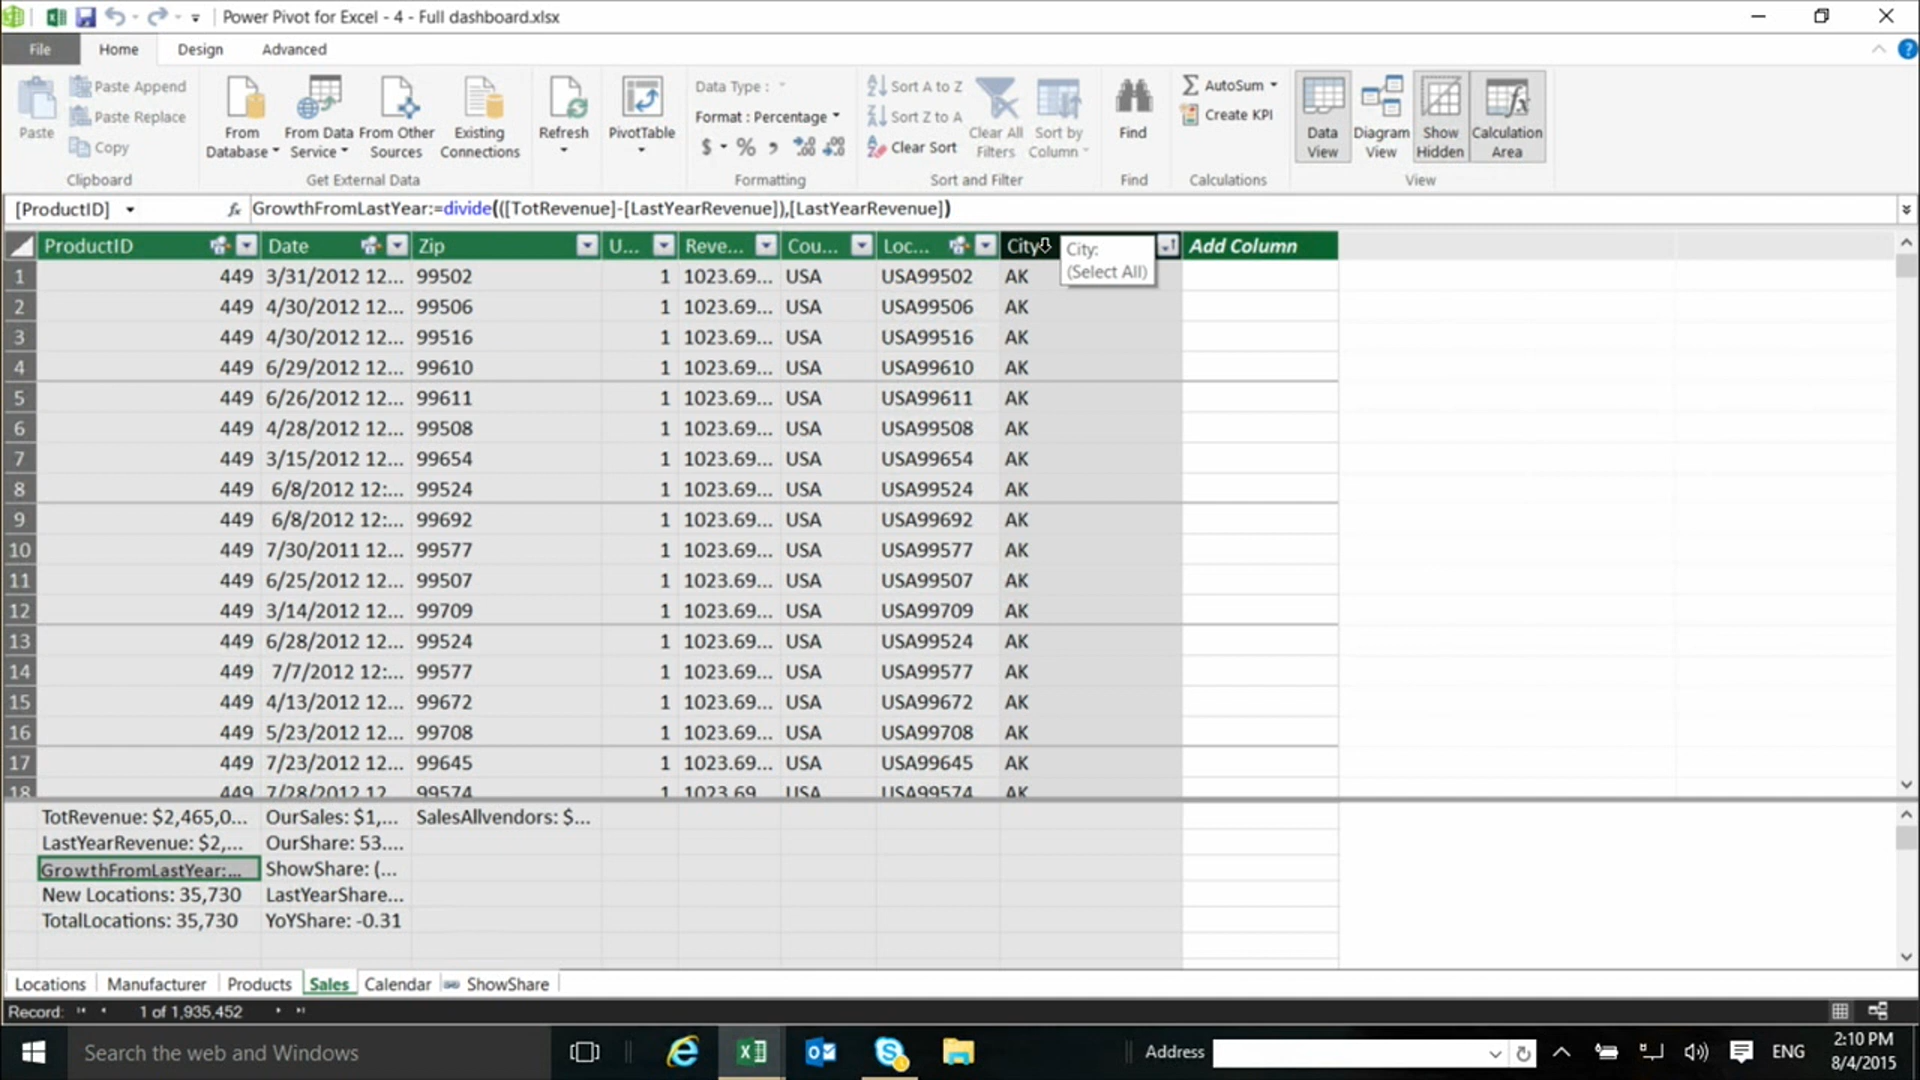 Power Pivot for Excel - 4 - Full dashboard.xlsx
File Home Design Advanced
Paste
Paste Append
Paste Replace
Copy
Clipboard
From Database
From Data Service
From Other Sources
Existing Connections
Get External Data
Refresh
PivotTable
Data Type :
Format : Percentage
$ % ,
Formatting
Sort A to Z
Sort Z to A
Clear Sort
Clear All Filters
Sort by Column
Sort and Filter
Find
Find
AutoSum
Create KPI
Calculations
Data View
Diagram View
Show Hidden
Calculation Area
View
[ProductID] fx GrowthFromLastYear:=divide(([TotRevenue]-[LastYearRevenue]),[LastYearRevenue])
ProductID Date Zip U... Reve... Cou... Loc... City Add Column
City:
(Select All)
1 449 3/31/2012 12... 99502 1 1023.69... USA USA99502 AK
2 449 4/30/2012 12... 99506 1 1023.69... USA USA99506 AK
3 449 4/30/2012 12... 99516 1 1023.69... USA USA99516 AK
4 449 6/29/2012 12... 99610 1 1023.69... USA USA99610 AK
5 449 6/26/2012 12... 99611 1 1023.69... USA USA99611 AK
6 449 4/28/2012 12... 99508 1 1023.69... USA USA99508 AK
7 449 3/15/2012 12... 99654 1 1023.69... USA USA99654 AK
8 449 6/8/2012 12:... 99524 1 1023.69... USA USA99524 AK
9 449 6/8/2012 12:... 99692 1 1023.69... USA USA99692 AK
10 449 7/30/2011 12... 99577 1 1023.69... USA USA99577 AK
11 449 6/25/2012 12... 99507 1 1023.69... USA USA99507 AK
12 449 3/14/2012 12... 99709 1 1023.69... USA USA99709 AK
13 449 6/28/2012 12... 99524 1 1023.69... USA USA99524 AK
14 449 7/7/2012 12:... 99577 1 1023.69... USA USA99577 AK
15 449 4/13/2012 12... 99672 1 1023.69... USA USA99672 AK
16 449 5/23/2012 12... 99708 1 1023.69... USA USA99708 AK
17 449 7/23/2012 12... 99645 1 1023.69... USA USA99645 AK
18 449 7/28/2012 12... 99574 1 1023.69... USA USA99574 AK
TotRevenue: $2,465,0... OurSales: $1,... SalesAllvendors: $...
LastYearRevenue: $2,... OurShare: 53....
GrowthFromLastYear:... ShowShare: (...
New Locations: 35,730 LastYearShare...
TotalLocations: 35,730 YoYShare: -0.31
Locations Manufacturer Products Sales Calendar ShowShare
Record: 1 of 1,935,452
Search the web and Windows Address ENG 2:10 PM
8/4/2015